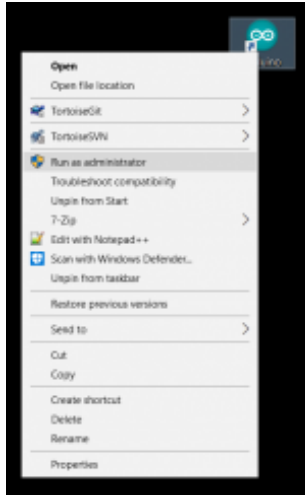 Open
Open file location
TortoiseGit
TortoiseSVN
Run as administrator
Troubleshoot compatibility
Unpin from Start
7-Zip
Edit with Notepad++
Scan with Windows Defender...
Unpin from taskbar
Restore previous versions
Send to
Cut
Copy
Create shortcut
Delete
Rename
Properties